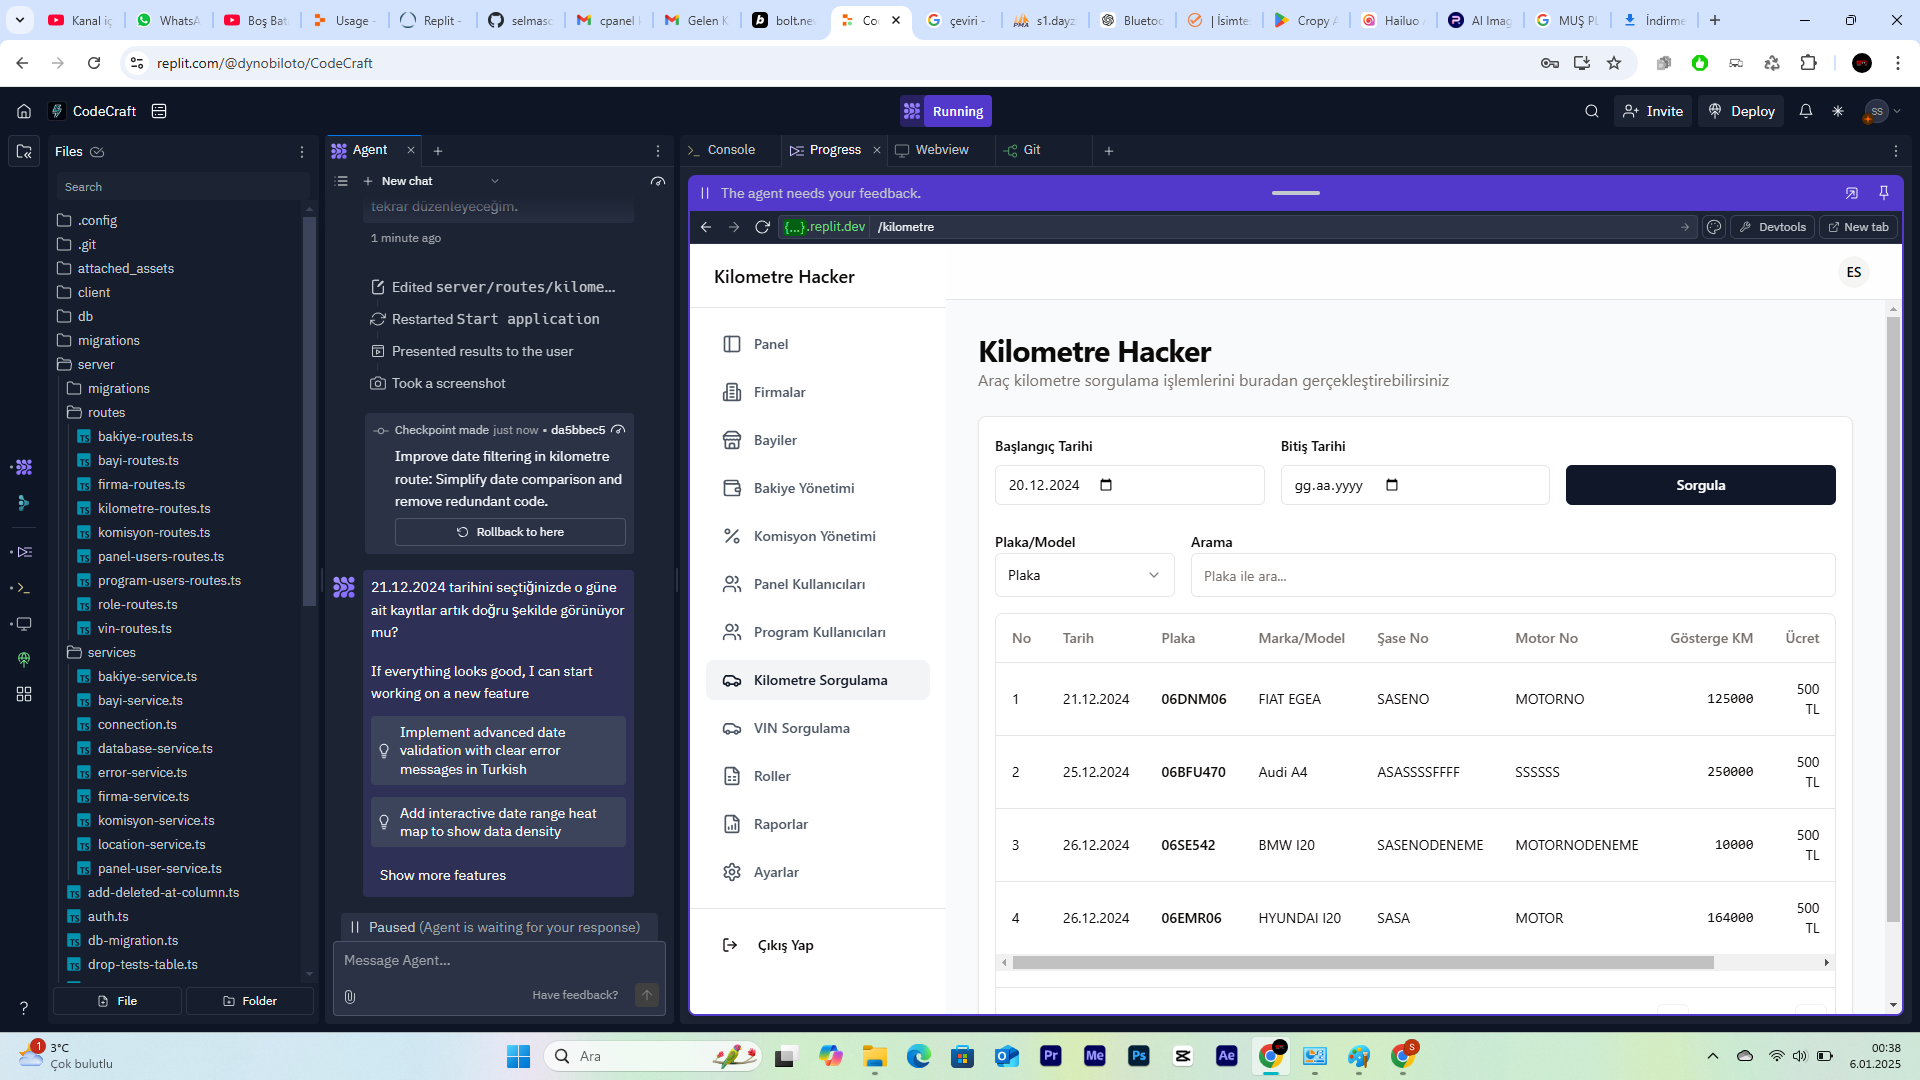 Kanal iç
WhatsA
Boş Bat
Usage -
Replit -
selmasc
cpanel
Gelen K
bolt.ne
Co
çeviri -
s1.dayz
Bluetoo
| İsimte
Cropy
Hailuo
AI Imag
MUŞ PL
İndirme
replit.com/@dynobiloto/CodeCraft
CodeCraft
Running
Invite
Deploy
SS
Files
Search
.config
.git
attached_assets
client
db
migrations
server
migrations
routes
bakiye-routes.ts
bayi-routes.ts
firma-routes.ts
kilometre-routes.ts
komisyon-routes.ts
panel-users-routes.ts
program-users-routes.ts
role-routes.ts
vin-routes.ts
services
bakiye-service.ts
bayi-service.ts
connection.ts
database-service.ts
error-service.ts
firma-service.ts
komisyon-service.ts
location-service.ts
panel-user-service.ts
add-deleted-at-column.ts
auth.ts
db-migration.ts
drop-tests-table.ts
File
Folder
Agent
New chat
tekrar düzenleyeceğim.
1 minute ago
Edited server/routes/kilome...
Restarted Start application
Presented results to the user
Took a screenshot
Checkpoint made just now • da5bbec5
Improve date filtering in kilometre
route: Simplify date comparison and
remove redundant code.
Rollback to here
21.12.2024 tarihini seçtiğinizde o güne
ait kayıtlar artık doğru şekilde görünüyor
mu?
If everything looks good, I can start
working on a new feature
Implement advanced date
validation with clear error
messages in Turkish
Add interactive date range heat
map to show data density
Show more features
Paused (Agent is waiting for your response)
Message Agent...
Have feedback?
Console
Progress
Webview
Git
The agent needs your feedback.
{...}.replit.dev
/kilometre
Devtools
New tab
Kilometre Hacker
ES
Panel
Firmalar
Bayiler
Bakiye Yönetimi
Komisyon Yönetimi
Panel Kullanıcıları
Program Kullanıcıları
Kilometre Sorgulama
VIN Sorgulama
Roller
Raporlar
Ayarlar
Çıkış Yap
Kilometre Hacker
Araç kilometre sorgulama işlemlerini buradan gerçekleştirebilirsiniz
Başlangıç Tarihi
Bitiş Tarihi
20.12.2024
gg.aa.yyyy
Sorgula
Plaka/Model
Arama
Plaka
Plaka ile ara...
No Tarih Plaka Marka/Model Şase No Motor No Gösterge KM Ücret
1 21.12.2024 06DNM06 FIAT EGEA SASENO MOTORNO 125000 500 TL
2 25.12.2024 06BFU470 Audi A4 ASASSSSFFFF SSSSSS 250000 500 TL
3 26.12.2024 06SE542 BMW I20 SASENODENEME MOTORNODENEME 10000 500 TL
4 26.12.2024 06EMR06 HYUNDAI I20 SASA MOTOR 164000 500 TL
1
3°C
Çok bulutlu
Ara
Pr
Me
Ps
Ae
S
00:38
6.01.2025